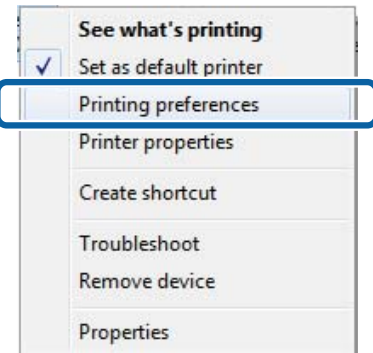 See what's printing
Set as default printer
Printing preferences
Printer properties
Create shortcut
Troubleshoot
Remove device
Properties